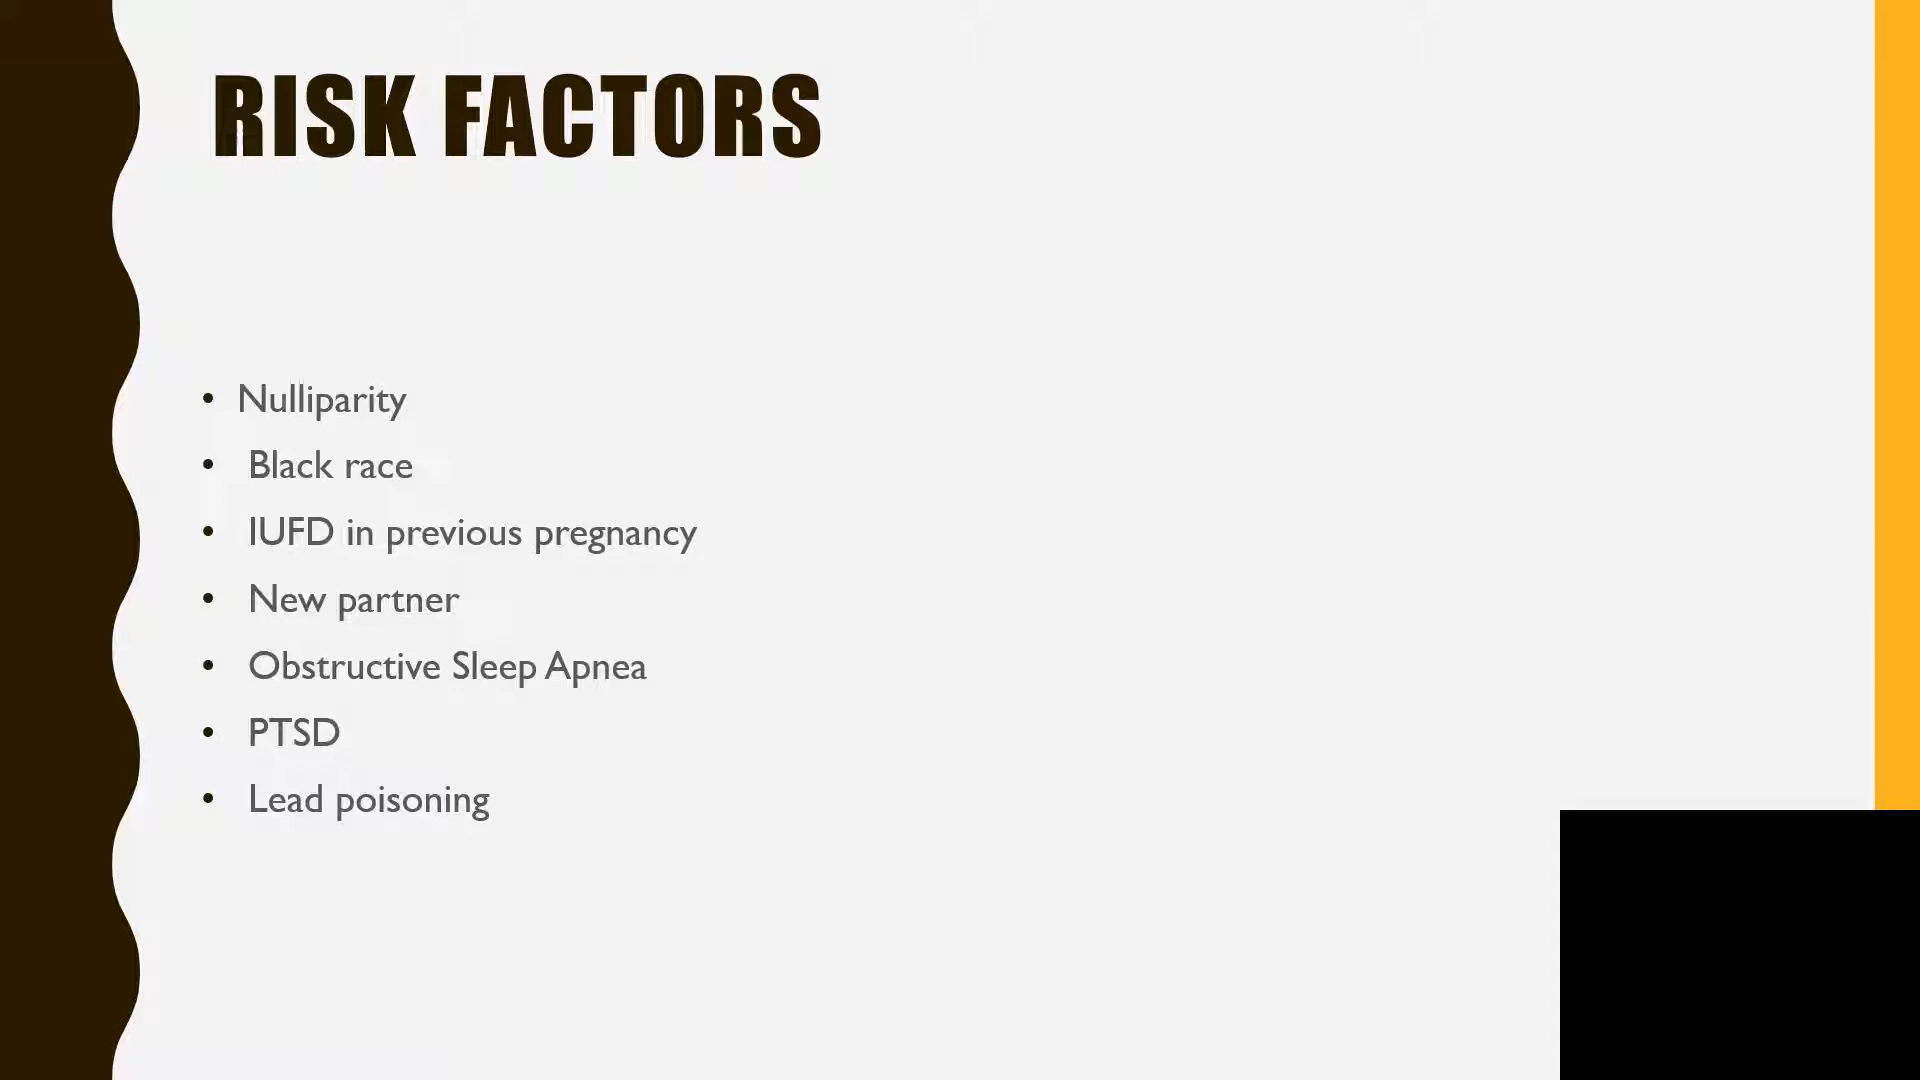 RISK FACTORS
• Nulliparity
• Black race
• IUFD in previous pregnancy
• New partner
• Obstructive Sleep Apnea
• PTSD
• Lead poisoning